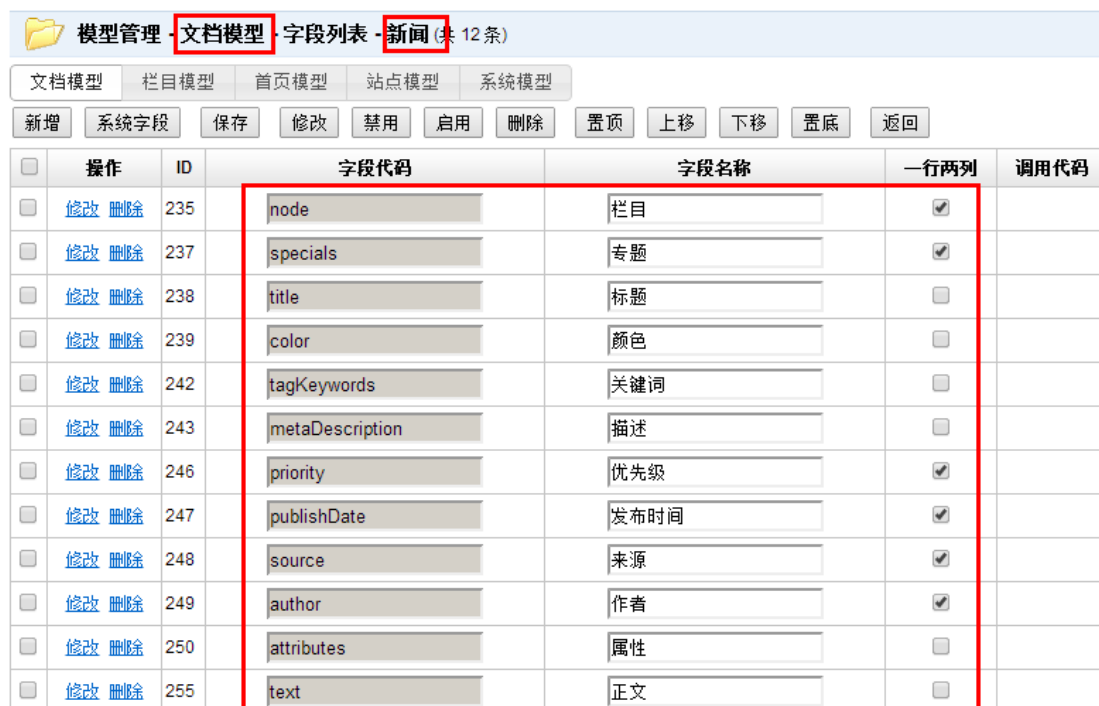 模型管理 - 文档模型 - 字段列表 - 新闻 (共 12 条)
文档模型 栏目模型 首页模型 站点模型 系统模型
新增 系统字段 保存 修改 禁用 启用 删除 置顶 上移 下移 置底 返回
操作 ID 字段代码 字段名称 一行两列 调用代码
修改 删除 235 node 栏目
修改 删除 237 specials 专题
修改 删除 238 title 标题
修改 删除 239 color 颜色
修改 删除 242 tagKeywords 关键词
修改 删除 243 metaDescription 描述
修改 删除 246 priority 优先级
修改 删除 247 publishDate 发布时间
修改 删除 248 source 来源
修改 删除 249 author 作者
修改 删除 250 attributes 属性
修改 删除 255 text 正文